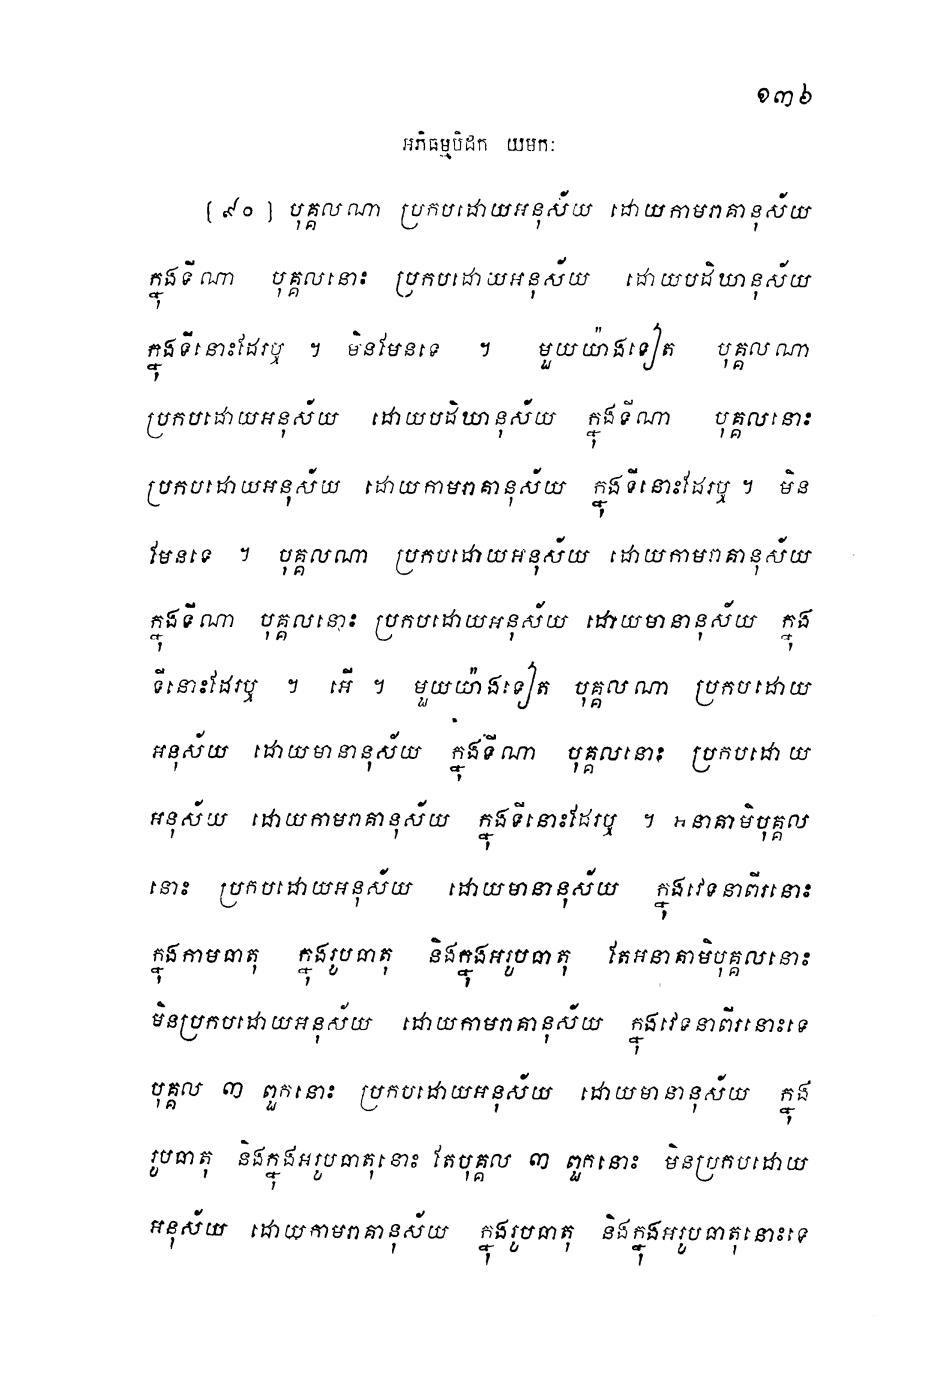 ១៣៦
អភិធម្មបិដក យមកៈ
[៩០] បុគ្គលណា ប្រកបដោយអនុស័យ ដោយកាមរាគានុស័យ
ក្នុងទីណា បុគ្គលនោះ ប្រកបដោយអនុស័យ ដោយបដិឃានុស័យ
ក្នុងទីនោះដែរឬ ។ មិនមែនទេ ។ មួយយ៉ាងទៀត បុគ្គលណា
ប្រកបដោយអនុស័យ ដោយបដិឃានុស័យ ក្នុងទីណា បុគ្គលនោះ
ប្រកបដោយអនុស័យ ដោយកាមរាគានុស័យ ក្នុងទីនោះដែរឬ ។ មិន
មែនទេ ។ បុគ្គលណា ប្រកបដោយអនុស័យ ដោយកាមរាគានុស័យ
ក្នុងទីណា បុគ្គលនោះ ប្រកបដោយអនុស័យ ដោយមានានុស័យ ក្នុង
ទីនោះដែរឬ ។ អើ ។ មួយយ៉ាងទៀត បុគ្គលណា ប្រកបដោយ
អនុស័យ ដោយមានានុស័យ ក្នុងទីណា បុគ្គលនោះ ប្រកបដោយ
អនុស័យ ដោយកាមរាគានុស័យ ក្នុងទីនោះដែរឬ ។ អនាគាមិបុគ្គល
នោះ ប្រកបដោយអនុស័យ ដោយមានានុស័យ ក្នុងវេទនាពីរនោះ
ក្នុងកាមធាតុ ក្នុងរូបធាតុ និងក្នុងអរូបធាតុ តែអនាគាមិបុគ្គលនោះ
មិនប្រកបដោយអនុស័យ ដោយកាមរាគានុស័យ ក្នុងវេទនាពីរនោះទេ
បុគ្គល ៣ ពួកនោះ ប្រកបដោយអនុស័យ ដោយមានានុស័យ ក្នុង
រូបធាតុ និងក្នុងអរូបធាតុនោះ តែបុគ្គល ៣ ពួកនោះ មិនប្រកបដោយ
អនុស័យ ដោយកាមរាគានុស័យ ក្នុងរូបធាតុ និងក្នុងអរូបធាតុនោះទេ